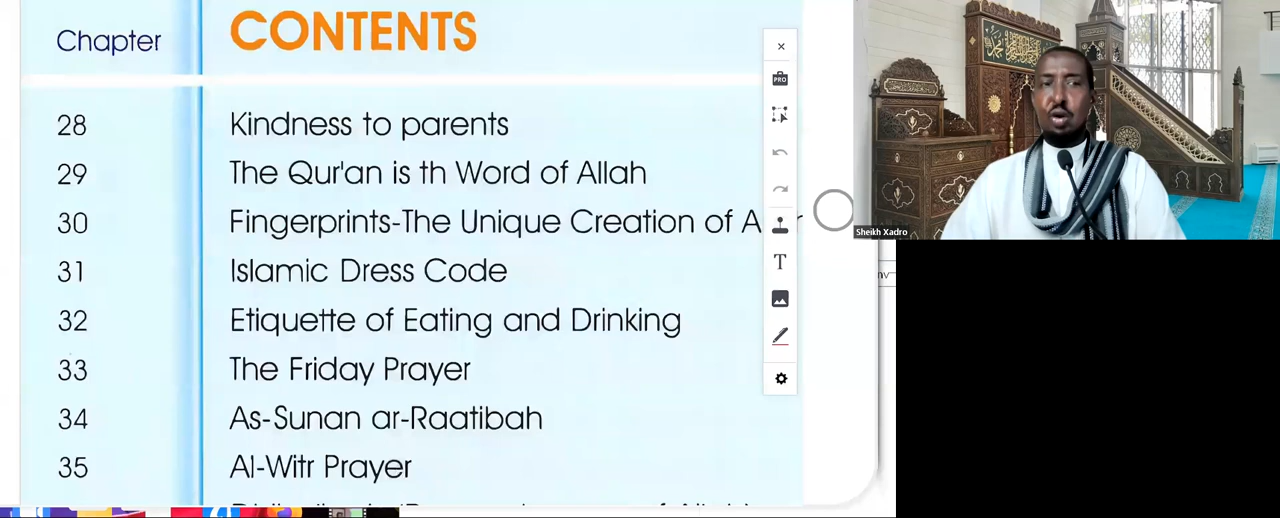 Chapter
CONTENTS
28 Kindness to parents
29 The Qur'an is th Word of Allah
30 Fingerprints-The Unique Creation of A
31 Islamic Dress Code
32 Etiquette of Eating and Drinking
33 The Friday Prayer
34 As-Sunan ar-Raatibah
35 Al-Witr Prayer
PRO
T
Sheikh Xadro